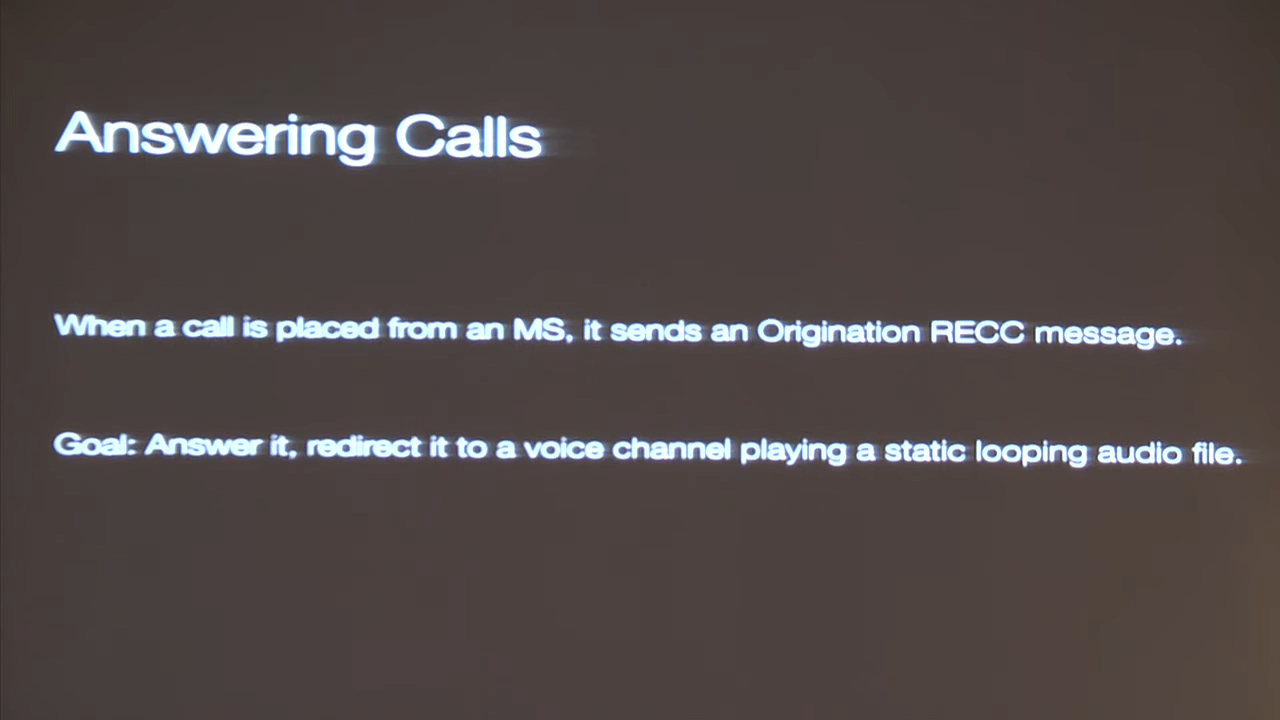 Answering Calls
When a call is placed from an MS, it sends an Origination RECC message.
Goal: Answer it, redirect it to a voice channel playing a static looping audio file.